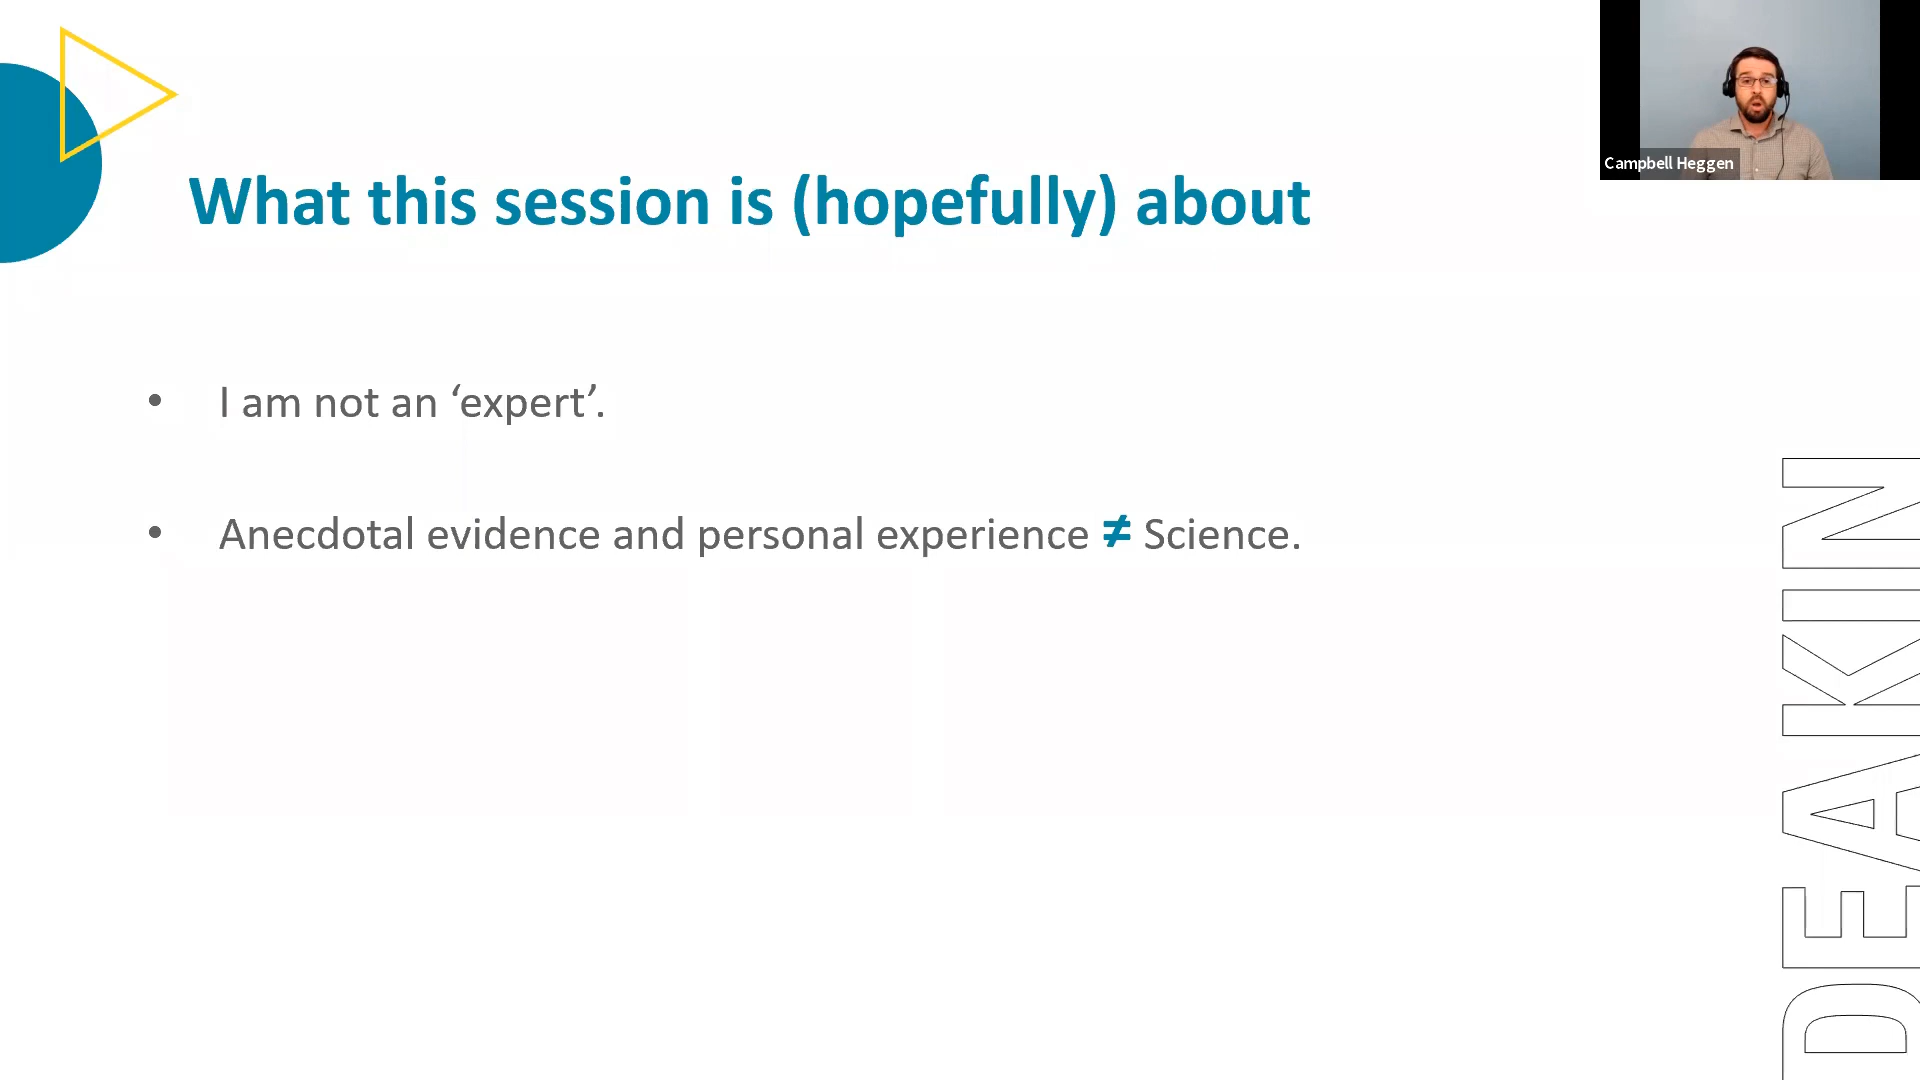 Campbell Heggen
What this session is (hopefully) about
• I am not an ‘expert’.
• Anecdotal evidence and personal experience ≠ Science.
DEAKIN